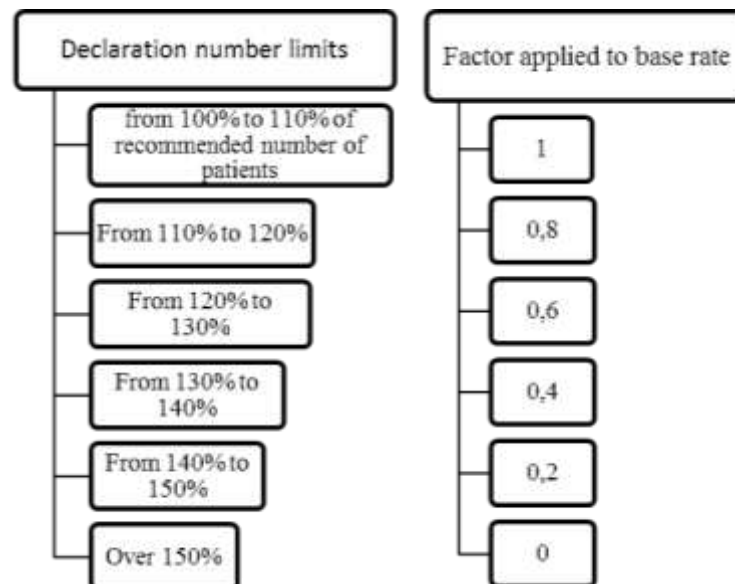 Declaration number limits
from 100% to 110% of
recommended number of
patients
From 110% to 120%
From 120% to
130%
From 130% to
140%
From 140% to
150%
Over 150%
Factor applied to base rate
1
0,8
0,6
0,4
0,2
0